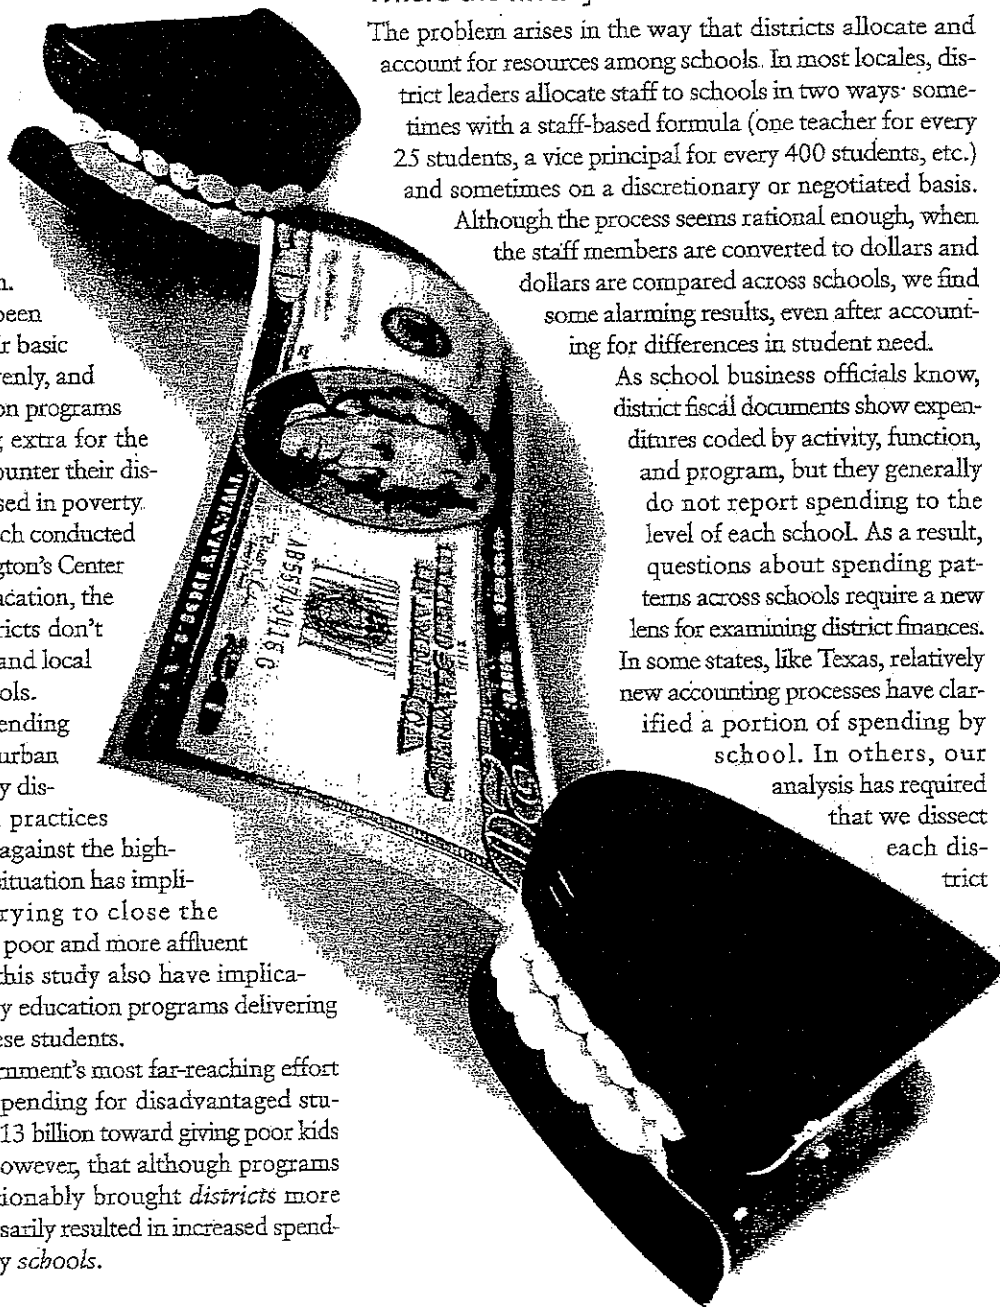 n.
been
r basic
enly, and
on programs
g extra for the
ounter their dis-
sed in poverty.
ch conducted
gton's Center
acation, the
ricts don't
and local
ols.
ending
urban
y dis-
practices
against the high-
ituation has impli-
rying to close the
poor and more affluent
this study also have implica-
y education programs delivering
ese students.
rnment's most far-reaching effort
pending for disadvantaged stu-
13 billion toward giving poor kids
owever, that although programs
tionably brought districts more
sarily resulted in increased spend-
y schools.
The problem arises in the way that districts allocate and
account for resources among schools. In most locales, dis-
trict leaders allocate staff to schools in two ways: some-
times with a staff-based formula (one teacher for every
25 students, a vice principal for every 400 students, etc.)
and sometimes on a discretionary or negotiated basis.
Although the process seems rational enough, when
the staff members are converted to dollars and
dollars are compared across schools, we find
some alarming results, even after account-
ing for differences in student need.
As school business officials know,
district fiscal documents show expen-
ditures coded by activity, function,
and program, but they generally
do not report spending to the
level of each school. As a result,
questions about spending pat-
terns across schools require a new
lens for examining district finances.
In some states, like Texas, relatively
new accounting processes have clar-
ified a portion of spending by
school. In others, our
analysis has required
that we dissect
each dis-
trict